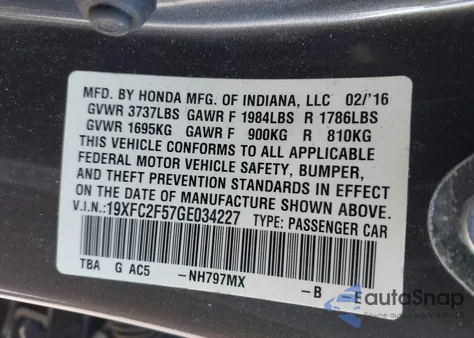 MFD. BY HONDA MFG. OF INDIANA, LLC 02/'16
GVWR 3737LBS GAWR F 1984LBS R 1786LBS
GVWR 1695KG GAWR F 900KG R 810KG
THIS VEHICLE CONFORMS TO ALL APPLICABLE
FEDERAL MOTOR VEHICLE SAFETY, BUMPER,
AND THEFT PREVENTION STANDARDS IN EFFECT
ON THE DATE OF MANUFACTURE SHOWN ABOVE.
V.I.N.:19XFC2F57GE034227 TYPE: PASSENGER CAR
TBA G AC5 -NH797MX -B E
autaSnap